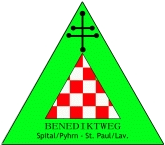 BENEDIKTWEG
Spital/Pyhrn - St. Paul/Lav.